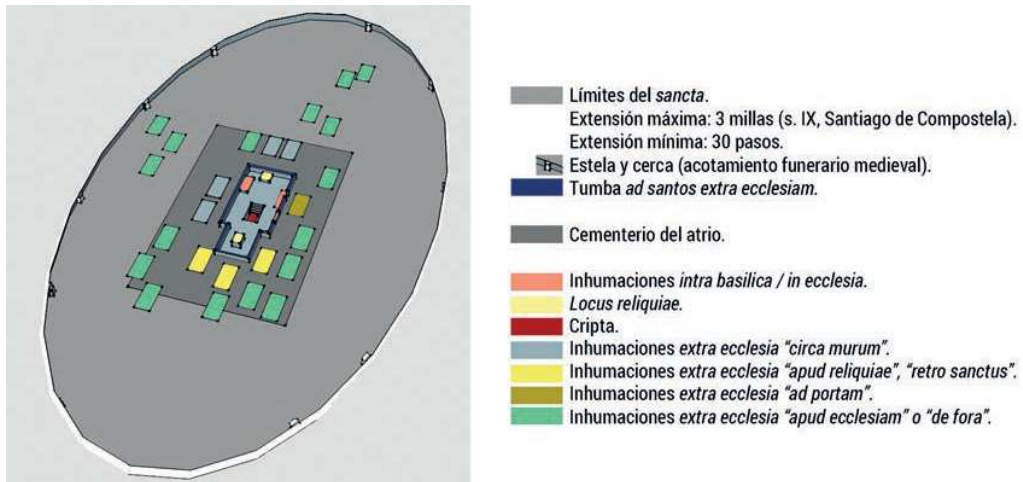 Límites del sancta.
Extensión máxima: 3 millas (s. IX, Santiago de Compostela).
Extensión mínima: 30 pasos.
Estela y cerca (acotamiento funerario medieval).
Tumba ad santos extra ecclesiam.
Cementerio del atrio.
Inhumaciones intra basilica / in ecclesia.
Locus reliquiae.
Cripta.
Inhumaciones extra ecclesia “circa murum”.
Inhumaciones extra ecclesia “apud reliquiae”, “retro sanctus”.
Inhumaciones extra ecclesia “ad portam”.
Inhumaciones extra ecclesia “apud ecclesiam” o “de fora”.